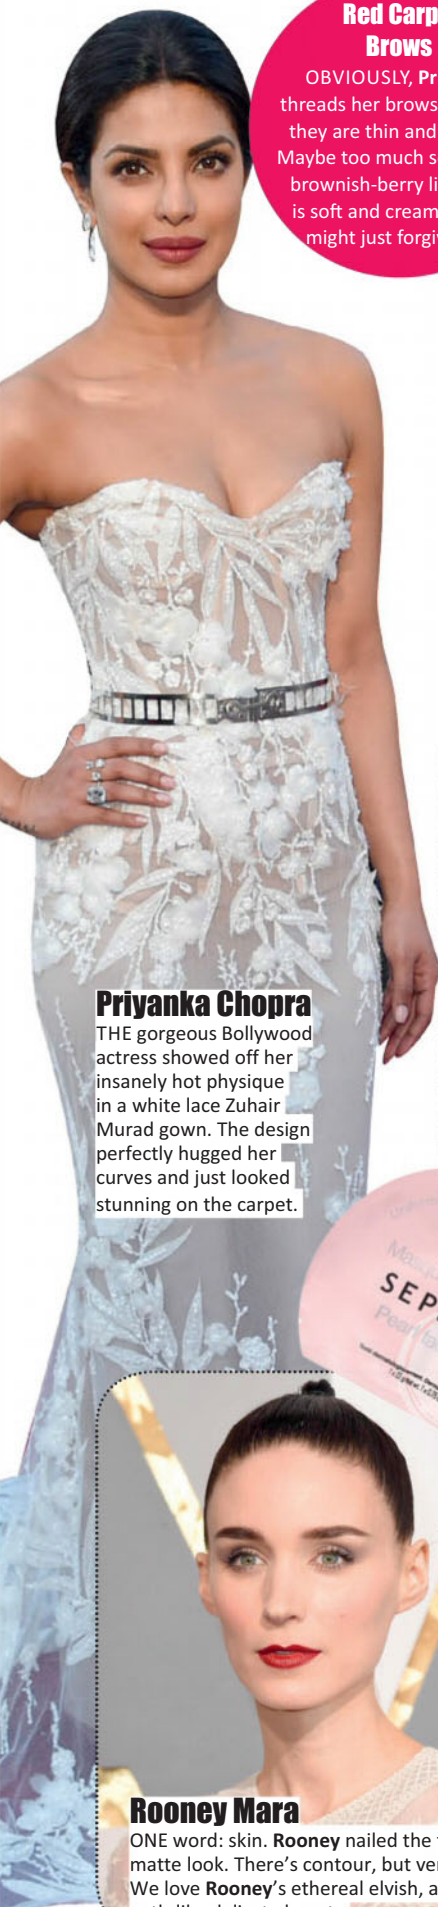 Red Carp
Brows
OBVIOUSLY, Pr
threads her brows
they are thin and
Maybe too much s
brownish-berry li
is soft and cream
might just forgiv
Priyanka Chopra
THE gorgeous Bollywood
actress showed off her
insanely hot physique
in a white lace Zuhair
Murad gown. The design
perfectly hugged her
curves and just looked
stunning on the carpet.
SEP
Pearl
Rooney Mara
ONE word: skin. Rooney nailed the
matte look. There's contour, but ver
We love Rooney's ethereal elvish, a